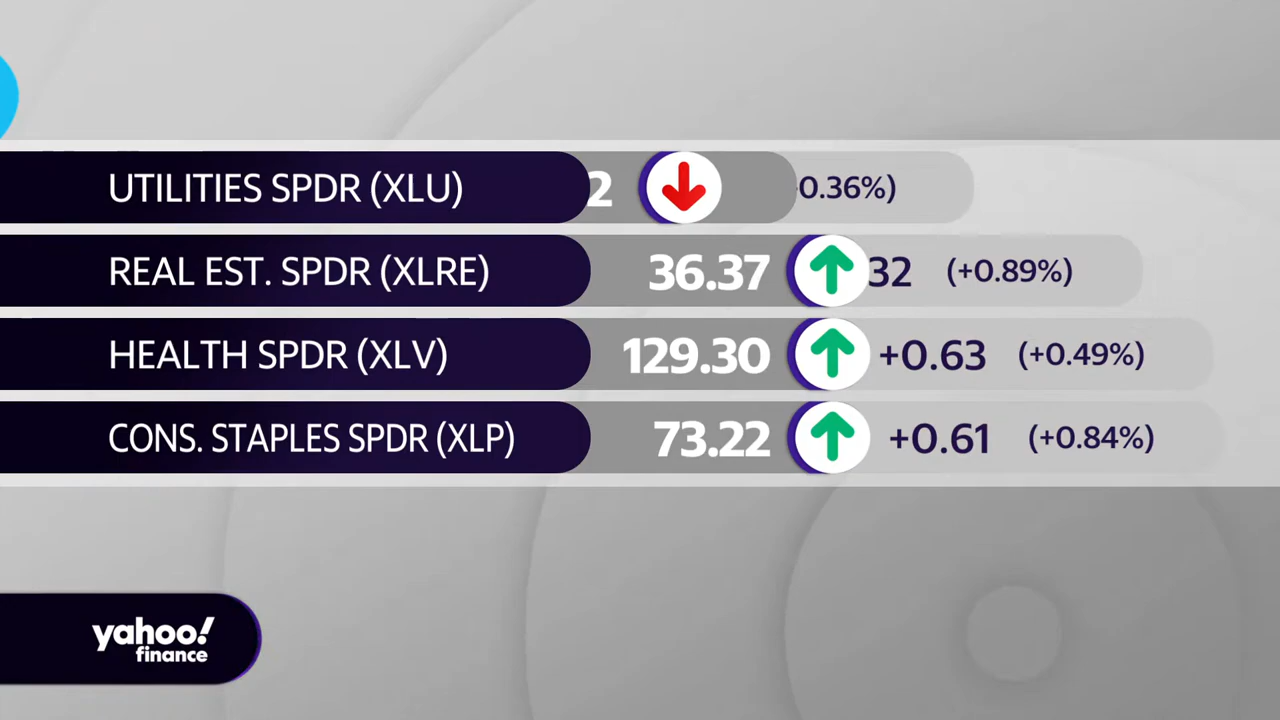 UTILITIES SPDR (XLU) 2 0.36%)
REAL EST. SPDR (XLRE) 36.37 32 (+0.89%)
HEALTH SPDR (XLV) 129.30 +0.63 (+0.49%)
CONS. STAPLES SPDR (XLP) 73.22 +0.61 (+0.84%)
yahoo!
finance